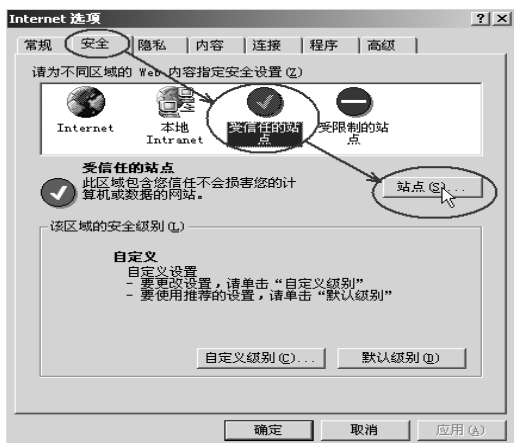 Internet 选项
常规 安全 隐私 内容 连接 程序 高级
请为不同区域的 Web 内容指定安全设置(Z)
Internet
本地
Intranet
受信任的站
点
受限制的站
点
受信任的站点
此区域包含您信任不会损害您的计
算机或数据的网站。
站点(S)...
该区域的安全级别(L)
自定义
自定义设置
- 要更改设置，请单击“自定义级别”
- 要使用推荐的设置，请单击“默认级别”
自定义级别(C)... 默认级别(D)
确定 取消 应用(A)